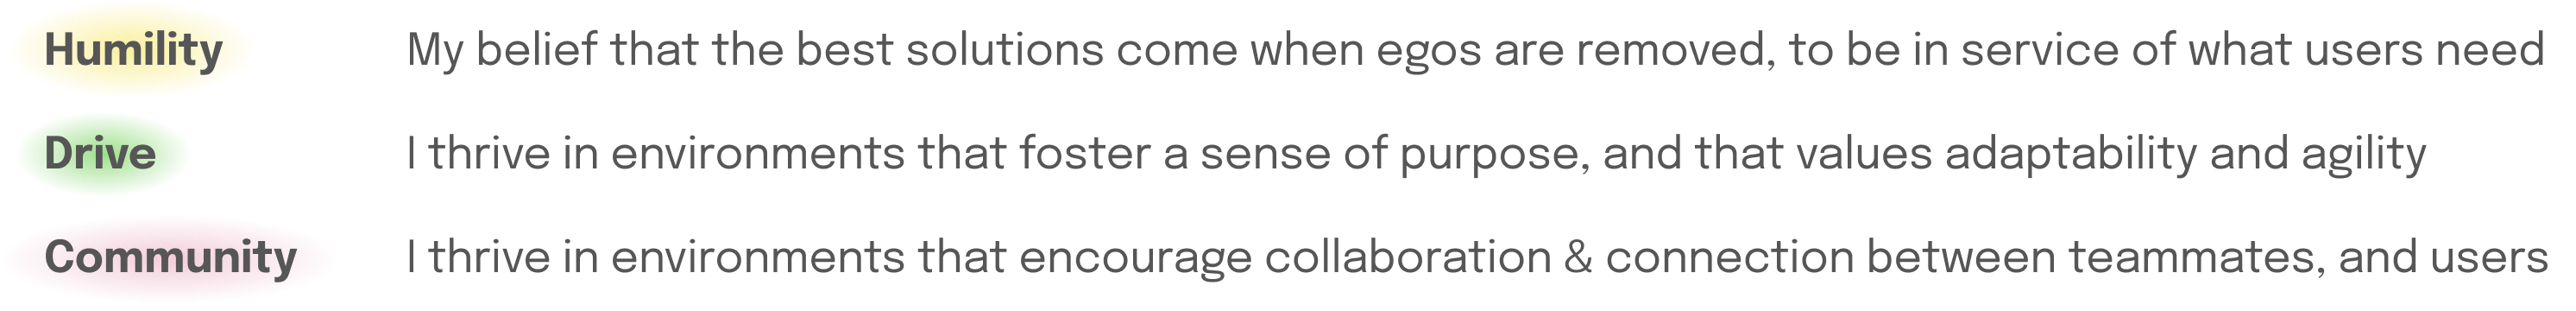 Humility My belief that the best solutions come when egos are removed, to be in service of what users need
Drive I thrive in environments that foster a sense of purpose, and that values adaptability and agility
Community I thrive in environments that encourage collaboration & connection between teammates, and users